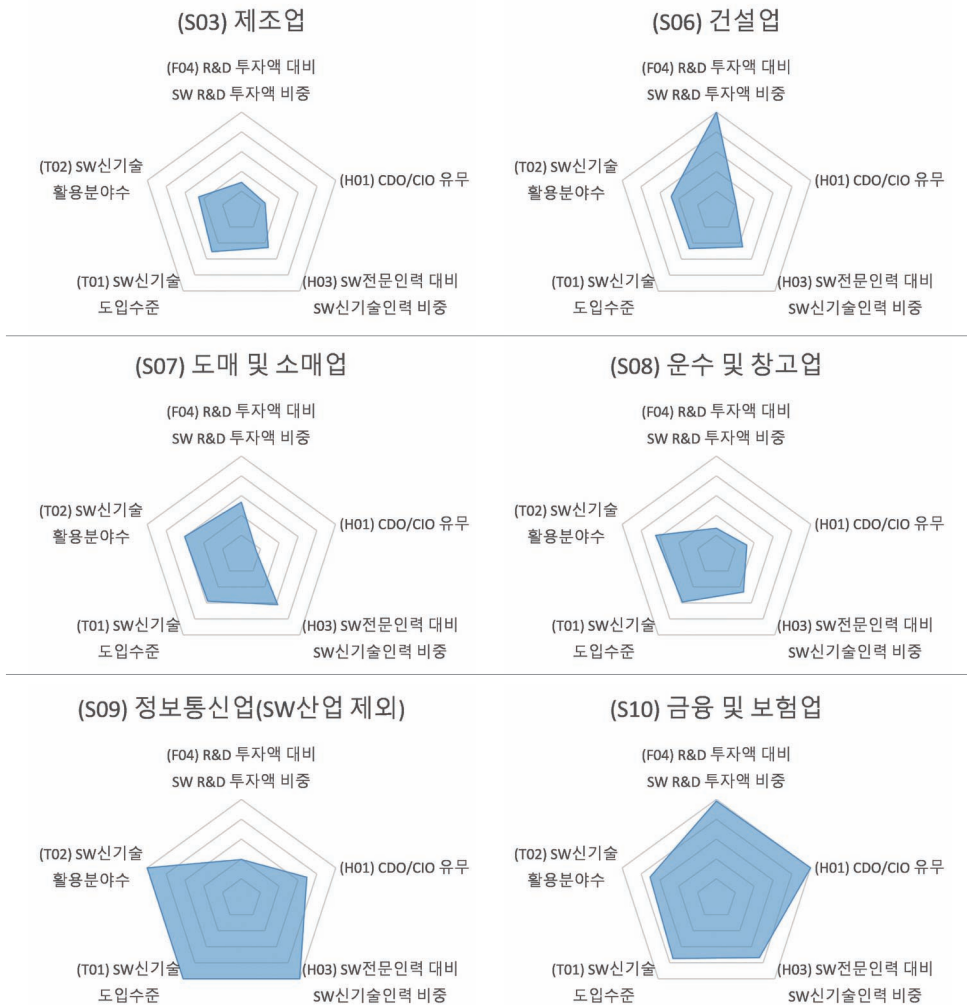 (S03) 제조업
(F04) R&D 투자액 대비
SW R&D 투자액 비중
(T02) SW신기술
활용분야수
(H01) CDO/CIO 유무
(T01) SW신기술
도입수준
(H03) SW전문인력 대비
SW신기술인력 비중
(S06) 건설업
(F04) R&D 투자액 대비
SW R&D 투자액 비중
(T02) SW신기술
활용분야수
(H01) CDO/CIO 유무
(T01) SW신기술
도입수준
(H03) SW전문인력 대비
SW신기술인력 비중
(S07) 도매 및 소매업
(F04) R&D 투자액 대비
SW R&D 투자액 비중
(T02) SW신기술
활용분야수
(H01) CDO/CIO 유무
(T01) SW신기술
도입수준
(H03) SW전문인력 대비
SW신기술인력 비중
(S08) 운수 및 창고업
(F04) R&D 투자액 대비
SW R&D 투자액 비중
(T02) SW신기술
활용분야수
(H01) CDO/CIO 유무
(T01) SW신기술
도입수준
(H03) SW전문인력 대비
SW신기술인력 비중
(S09) 정보통신업(SW산업 제외)
(F04) R&D 투자액 대비
SW R&D 투자액 비중
(T02) SW신기술
활용분야수
(H01) CDO/CIO 유무
(T01) SW신기술
도입수준
(H03) SW전문인력 대비
SW신기술인력 비중
(S10) 금융 및 보험업
(F04) R&D 투자액 대비
SW R&D 투자액 비중
(T02) SW신기술
활용분야수
(H01) CDO/CIO 유무
(T01) SW신기술
도입수준
(H03) SW전문인력 대비
SW신기술인력 비중